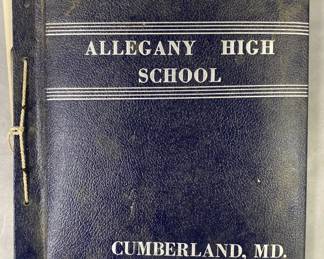 ALLEGANY HIGH
SCHOOL
CUMBERLAND, MD.